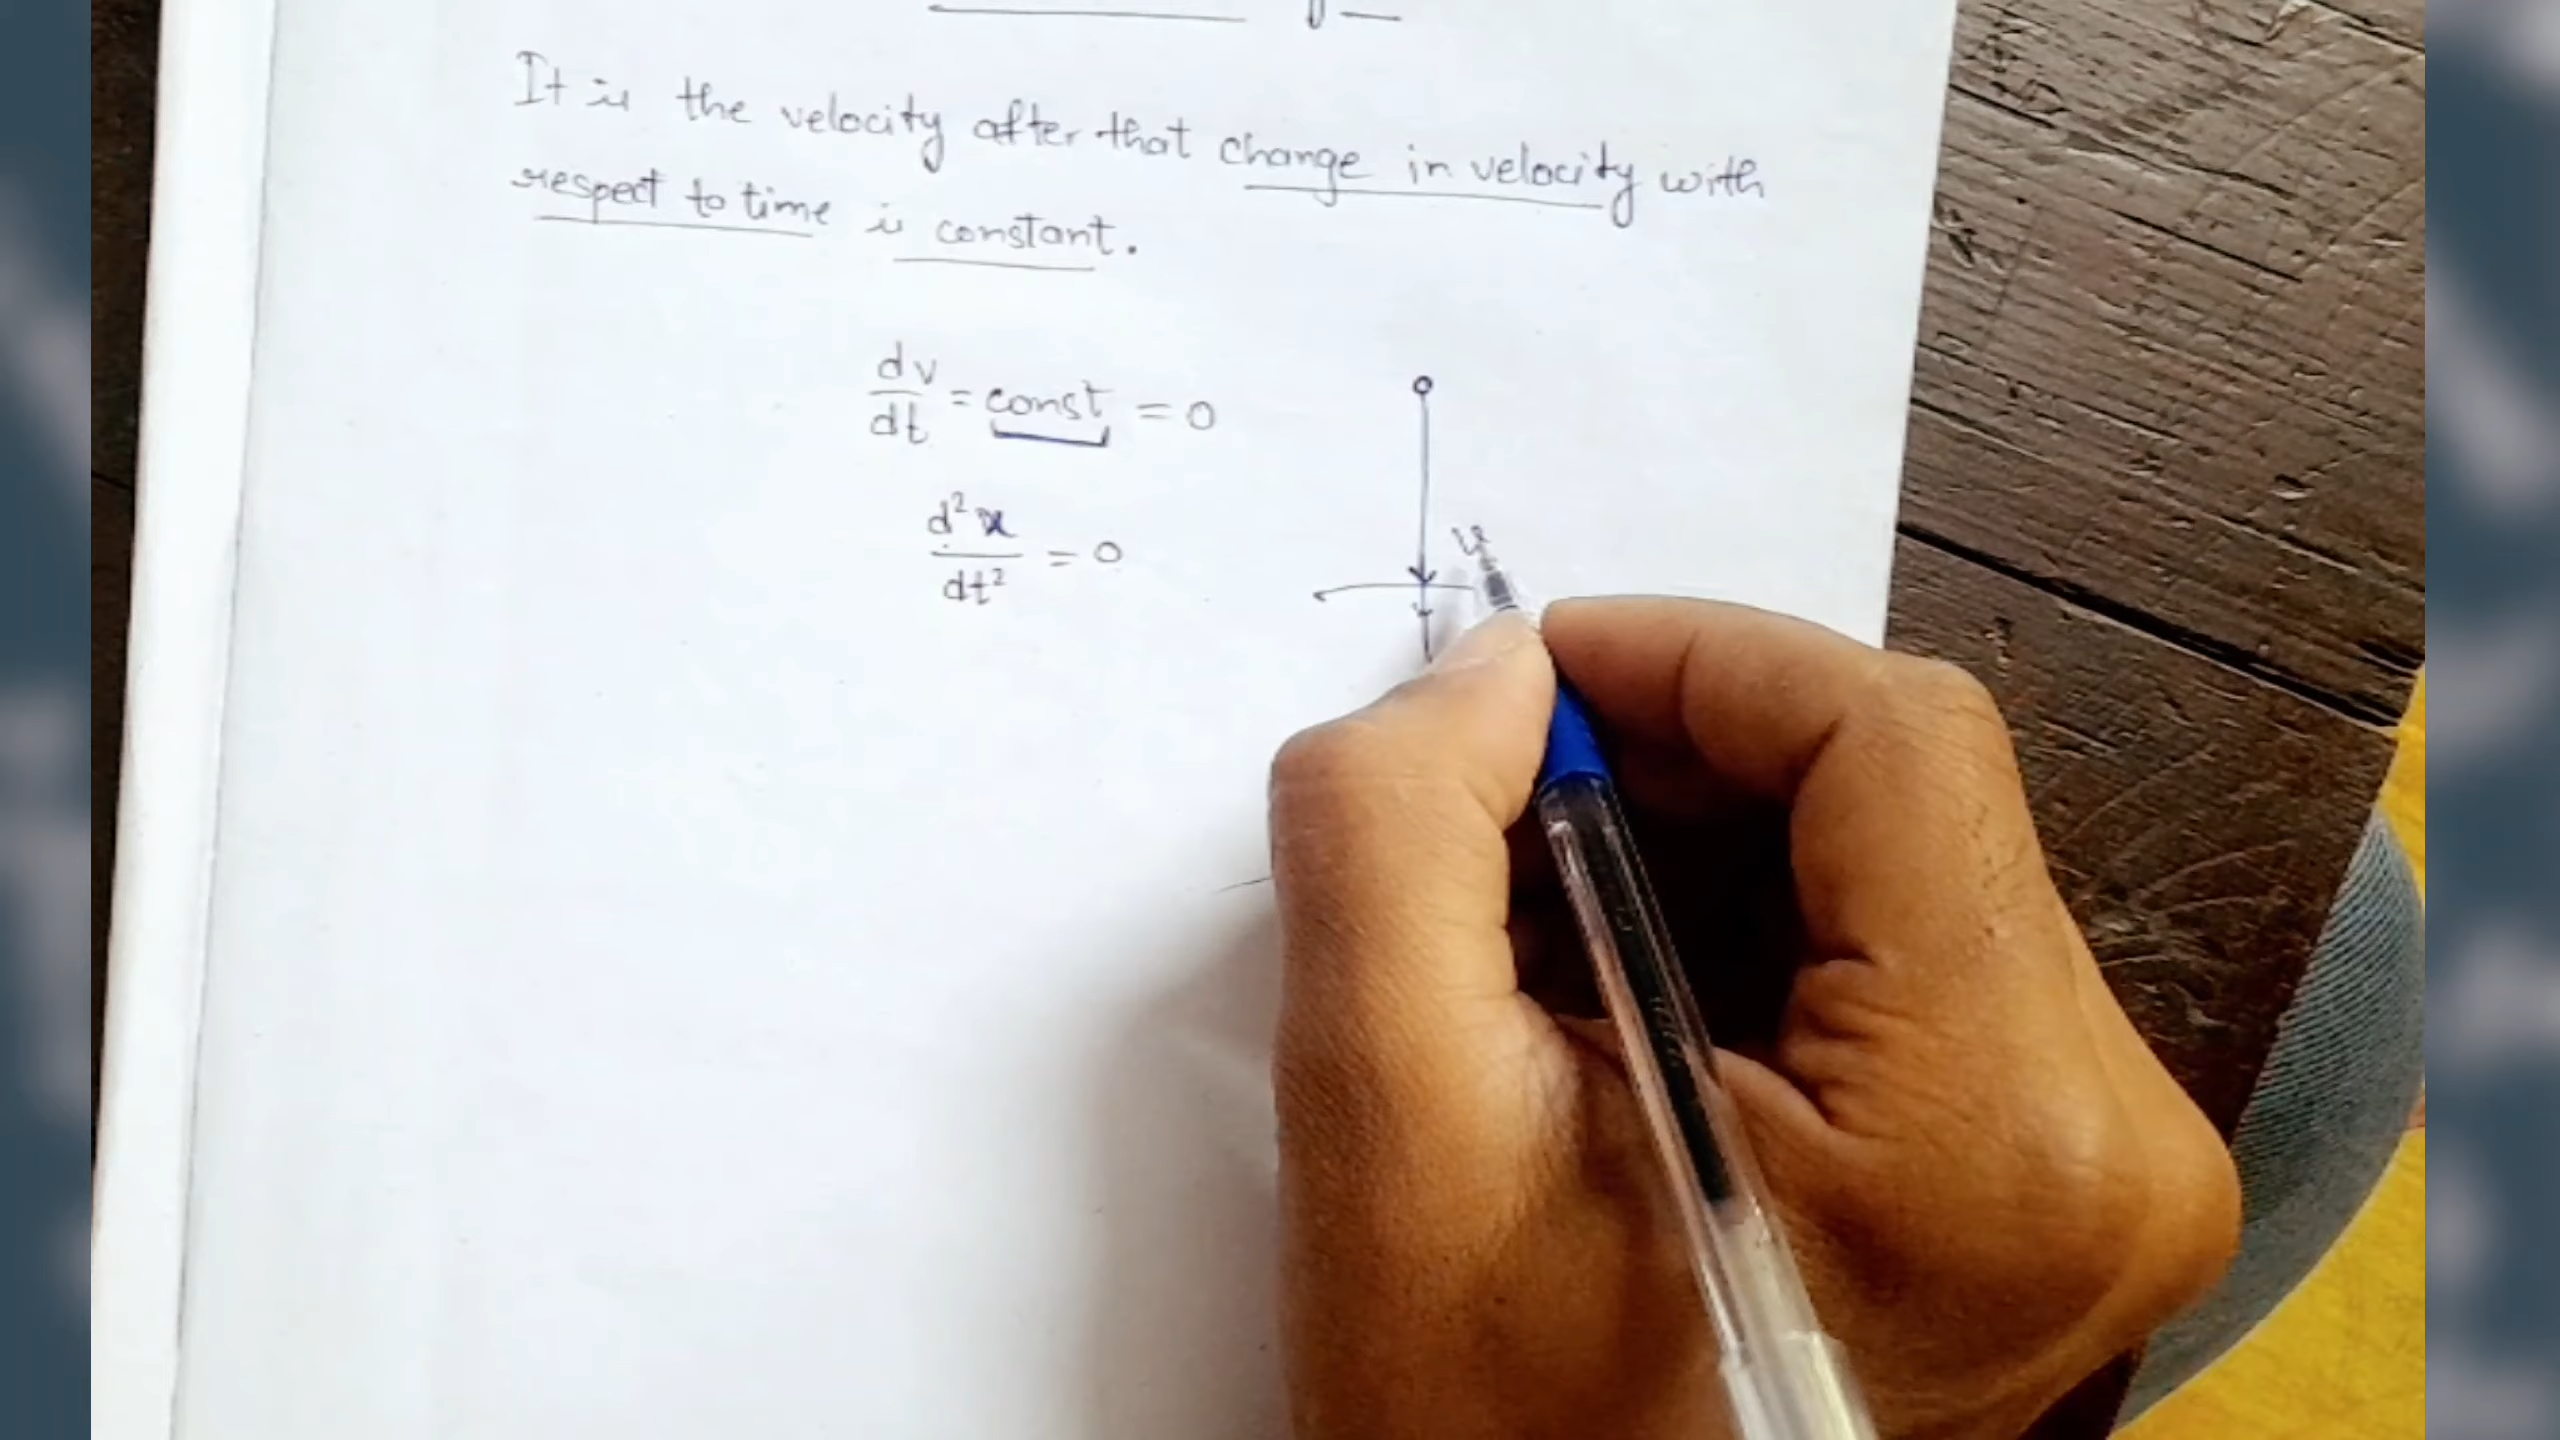 It is the velocity after that change in velocity with
respect to time is constant.
dv/dt = const = 0
d²x/dt² = 0